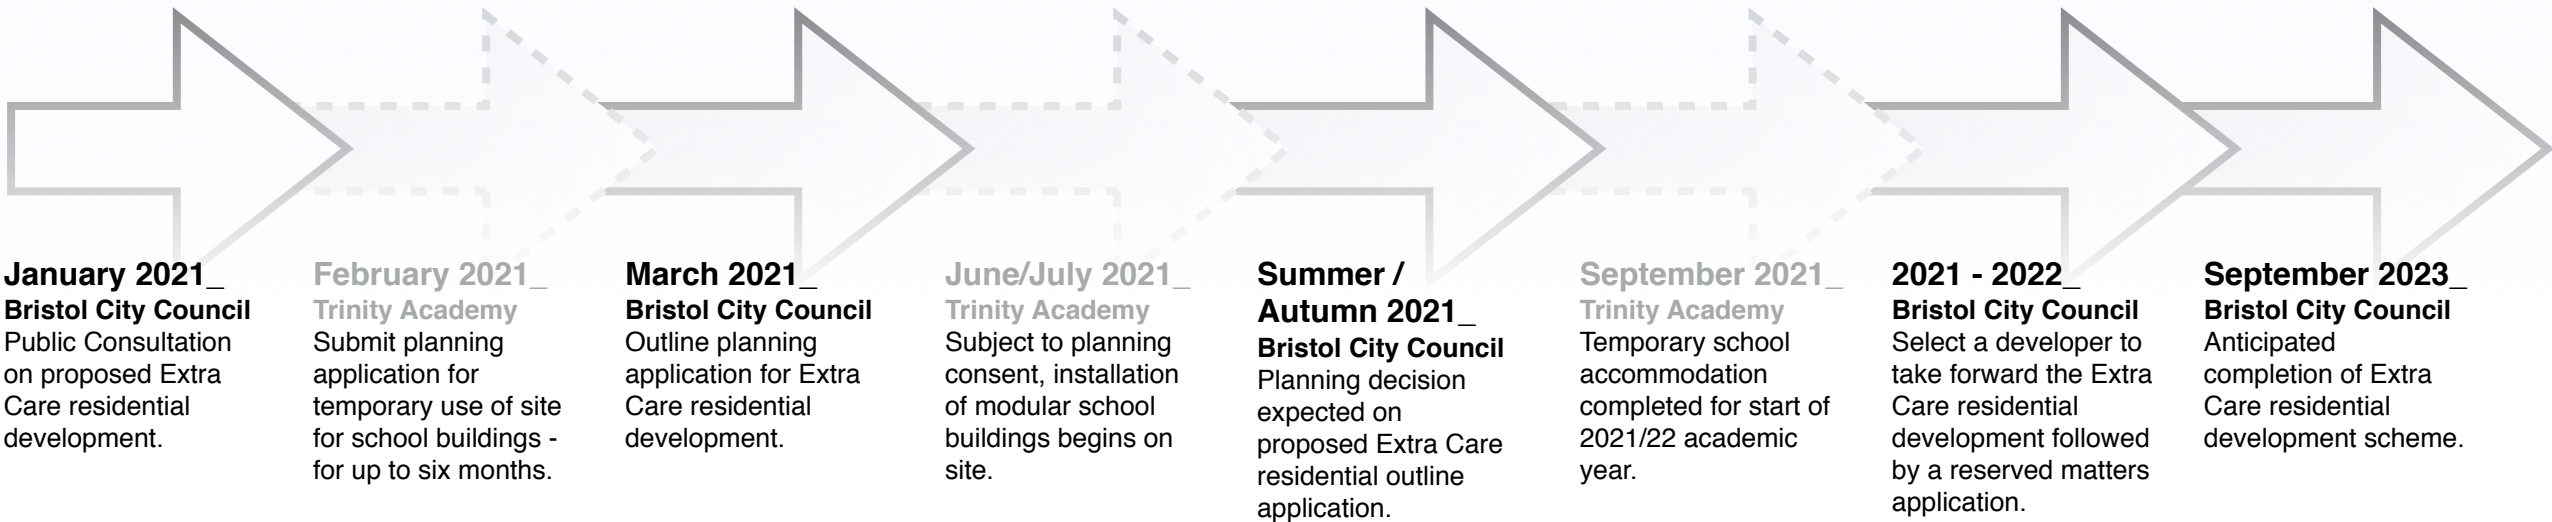 January 2021_
Bristol City Council
Public Consultation
on proposed Extra
Care residential
development.
February 2021_
Trinity Academy
Submit planning
application for
temporary use of site
for school buildings -
for up to six months.
March 2021_
Bristol City Council
Outline planning
application for Extra
Care residential
development.
June/July 2021_
Trinity Academy
Subject to planning
consent, installation
of modular school
buildings begins on
site.
Summer /
Autumn 2021_
Bristol City Council
Planning decision
expected on
proposed Extra Care
residential outline
application.
September 2021_
Trinity Academy
Temporary school
accommodation
completed for start of
2021/22 academic
year.
2021 - 2022_
Bristol City Council
Select a developer to
take forward the Extra
Care residential
development followed
by a reserved matters
application.
September 2023_
Bristol City Council
Anticipated
completion of Extra
Care residential
development scheme.